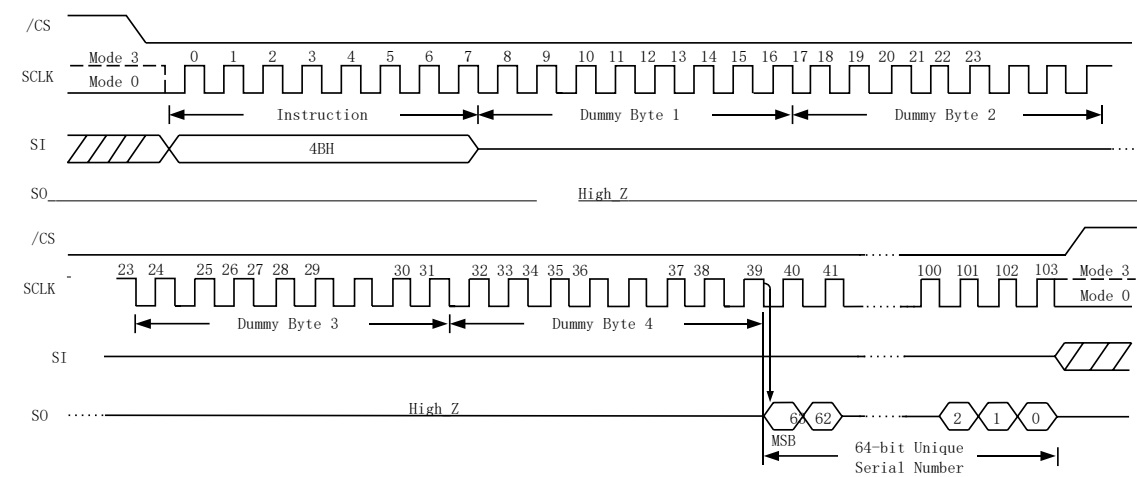 /CS
Mode 3 0 1 2 3 4 5 6 7 8 9 10 11 12 13 14 15 16 17 18 19 20 21 22 23
SCLK
Mode 0
Instruction Dummy Byte 1 Dummy Byte 2
SI
4BH
SO High_Z
/CS
23 24 25 26 27 28 29 30 31 32 33 34 35 36 37 38 39 40 41 100 101 102 103 Mode 3
SCLK
Mode 0
Dummy Byte 3 Dummy Byte 4
SI
High_Z
SO 63 62 2 1 0
MSB
64-bit Unique
Serial Number